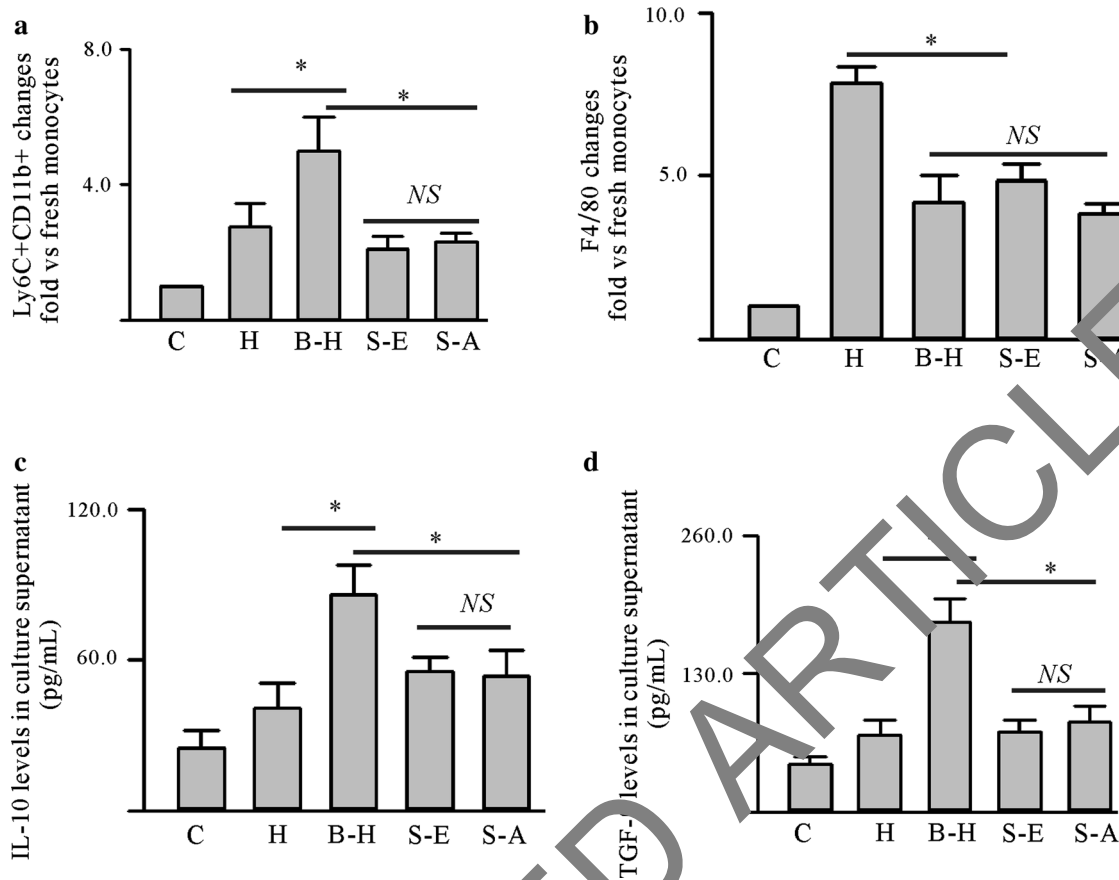 a
8.0
4.0
Ly6C+CD11b+ changes
fold vs fresh monocytes
*
*
NS
C H B-H S-E S-A
b
10.0
5.0
F4/80 changes
fold vs fresh monocytes
*
NS
C H B-H S-E
c
120.0
60.0
IL-10 levels in culture supernatant
(pg/mL)
*
*
NS
C H B-H S-E S-A
d
260.0
130.0
levels in culture supernatant
(pg/mL)
*
NS
C H B-H S-E S-A
ARTICLE